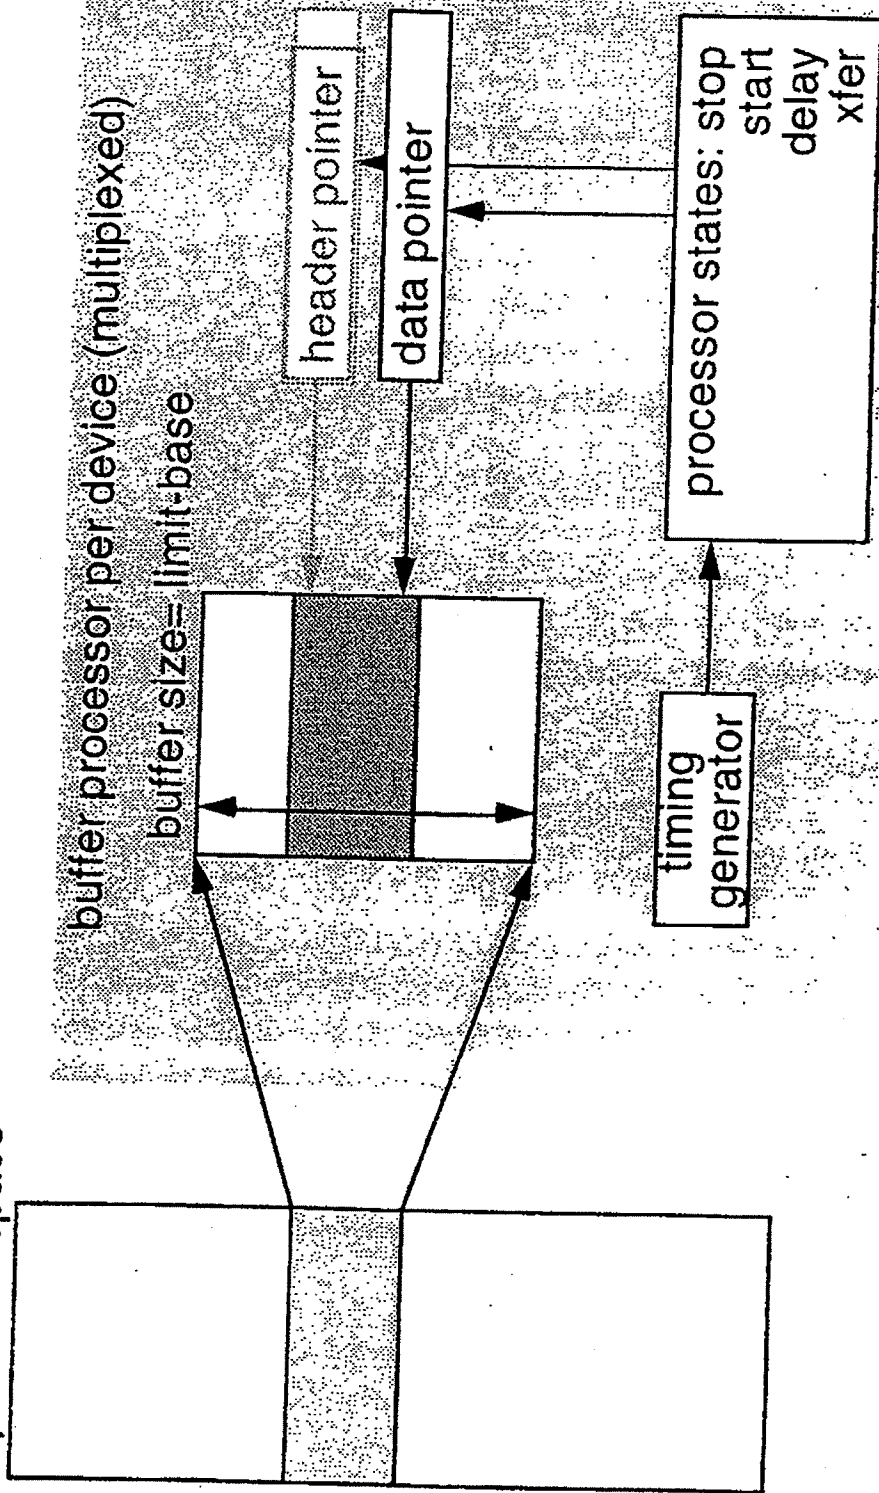 buffer processor per device (multiplexed)
buffer size= limit-base
header pointer
data pointer
timing
generator
processor states: stop
start
delay
xfer